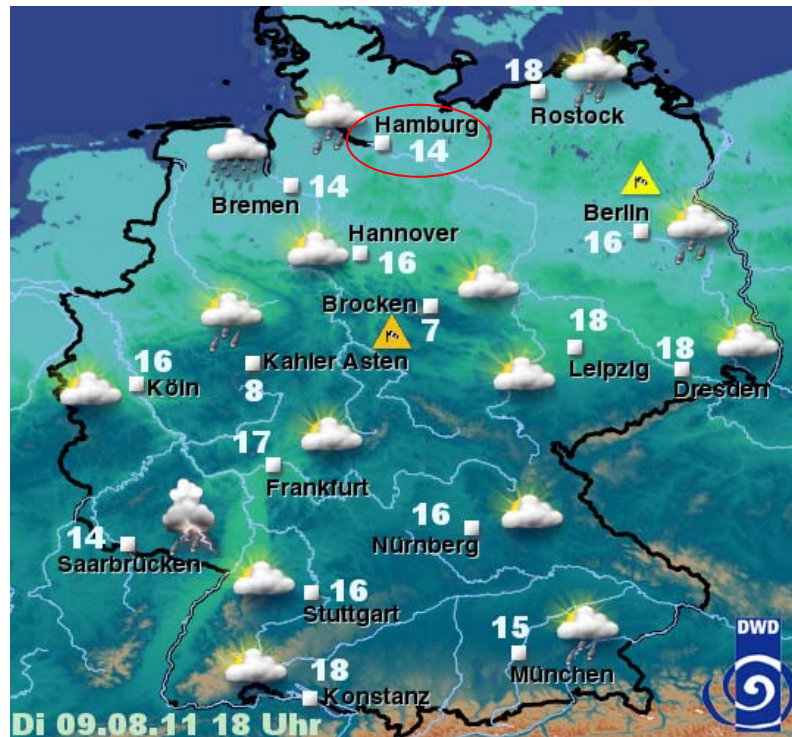 18
Rostock
Hamburg
14
14
Bremen
Berlin
16
Hannover
16
Brocken
7
18
Leipzig
18
Dresden
Kahler Asten
8
16
Köln
17
Frankfurt
16
Nürnberg
14
Saarbrücken
16
Stuttgart
15
München
18
Konstanz
DWD
Di 09.08.11 18 Uhr